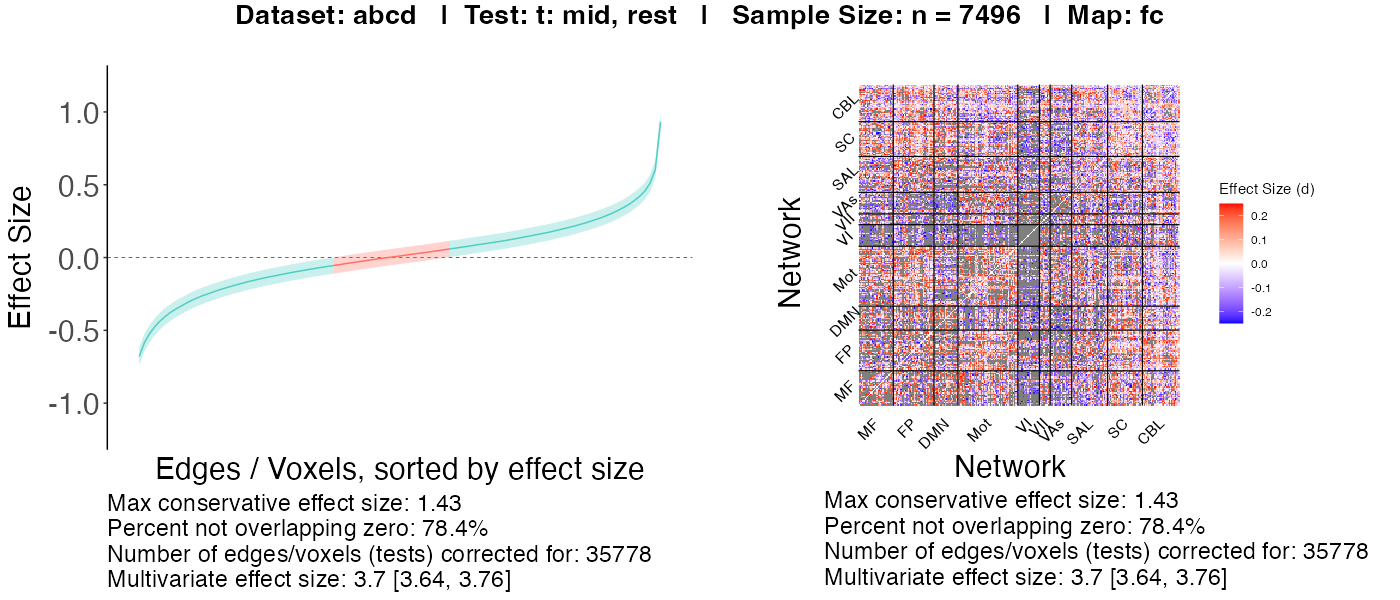 Dataset: abcd | Test: t: mid, rest | Sample Size: n = 7496 | Map: fc
Effect Size
1.0
0.5
0.0
-0.5
-1.0
Edges / Voxels, sorted by effect size
Max conservative effect size: 1.43
Percent not overlapping zero: 78.4%
Number of edges/voxels (tests) corrected for: 35778
Multivariate effect size: 3.7 [3.64, 3.76]
Network
CBL
SC
SAL
VAs
VII
VI
Mot
DMN
FP
MF
MF
FP
DMN
Mot
VI
VII
VAs
SAL
SC
CBL
Network
Effect Size (d)
0.2
0.1
0.0
-0.1
-0.2
Max conservative effect size: 1.43
Percent not overlapping zero: 78.4%
Number of edges/voxels (tests) corrected for: 35778
Multivariate effect size: 3.7 [3.64, 3.76]